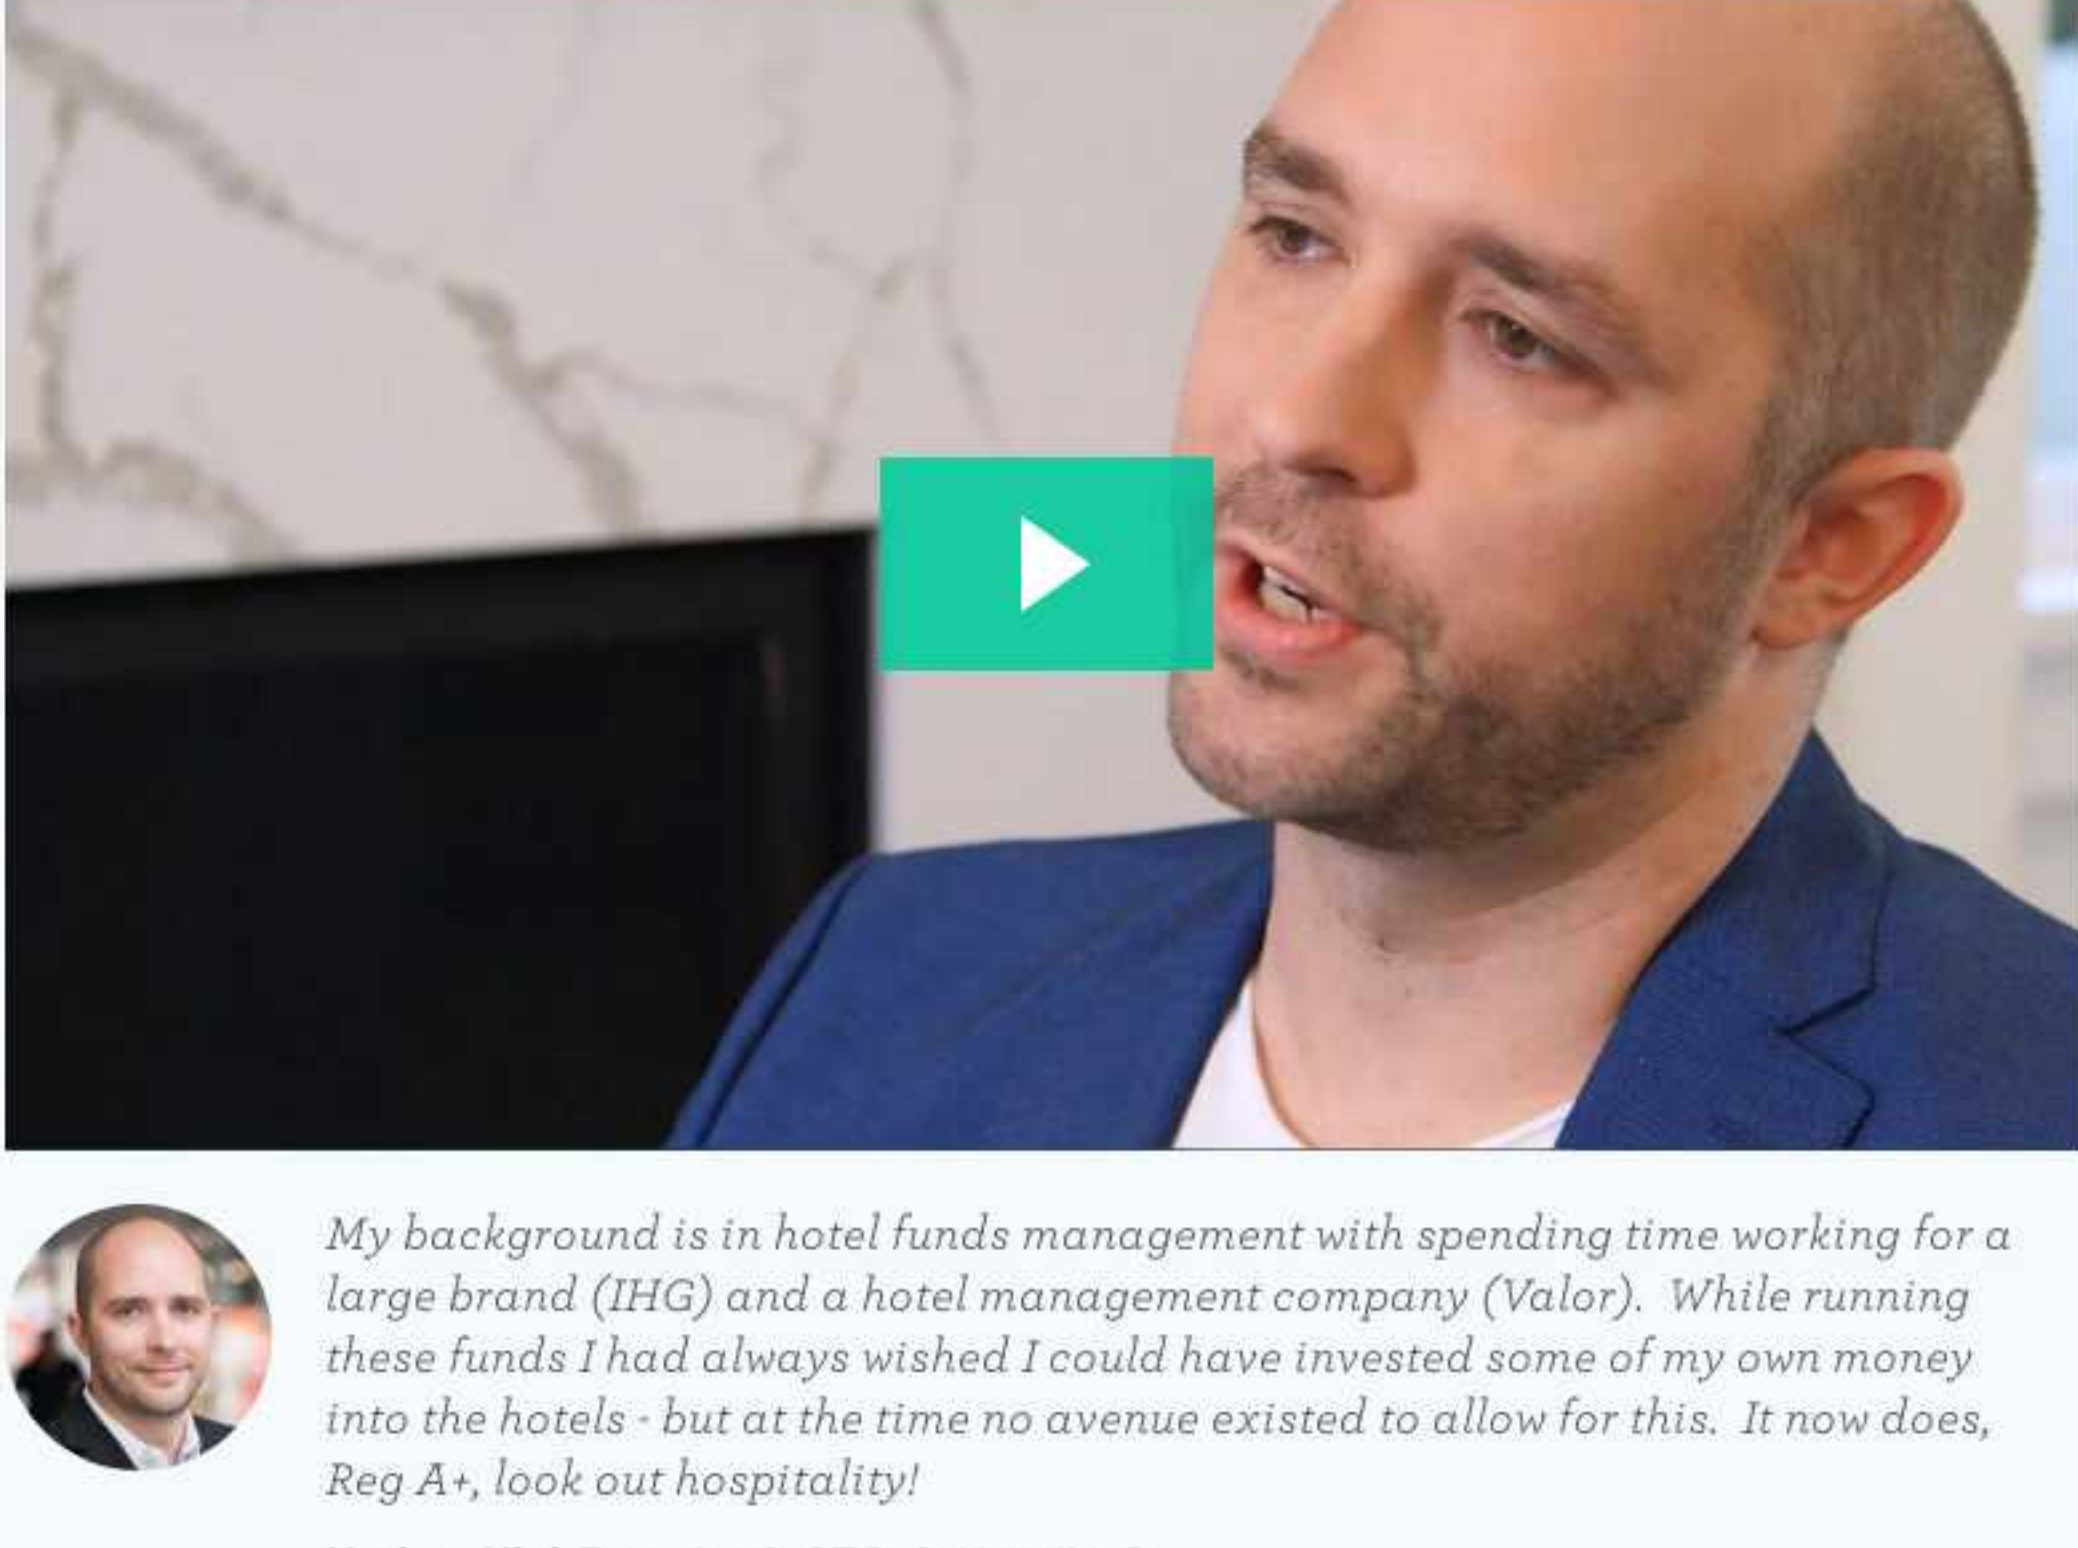 My background is in hotel funds management with spending time working for a
large brand (IHG) and a hotel management company (Valor).  While running
these funds I had always wished I could have invested some of my own money
into the hotels - but at the time no avenue existed to allow for this.  It now does,
Reg A+, look out hospitality!